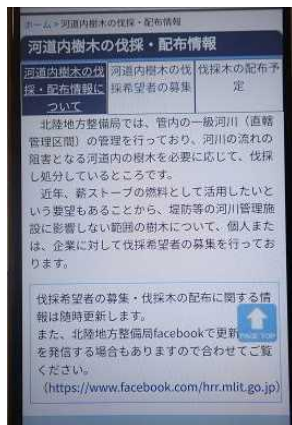 ホーム > 河道内樹木の伐採・配布情報
河道内樹木の伐採・配布情報
河道内樹木の伐
採・配布情報に
ついて
河道内樹木の伐
採希望者の募集
伐採木の配布予
定
北陸地方整備局では、管内の一級河川（直轄
管理区間）の管理を行っており、河川の流れの
阻害となる河道内の樹木を必要に応じて、伐採
し処分しているところです。
近年、薪ストーブの燃料として活用したいと
いう要望もあることから、堤防等の河川管理施
設に影響しない範囲の樹木について、個人また
は、企業に対して伐採希望者の募集を行ってお
ります。
伐採希望者の募集・伐採木の配布に関する情
報は随時更新します。
また、北陸地方整備局facebookで更新
を発信する場合もありますので合わせてご覧
ください。
（https://www.facebook.com/hrr.mlit.go.jp）
PAGE TOP